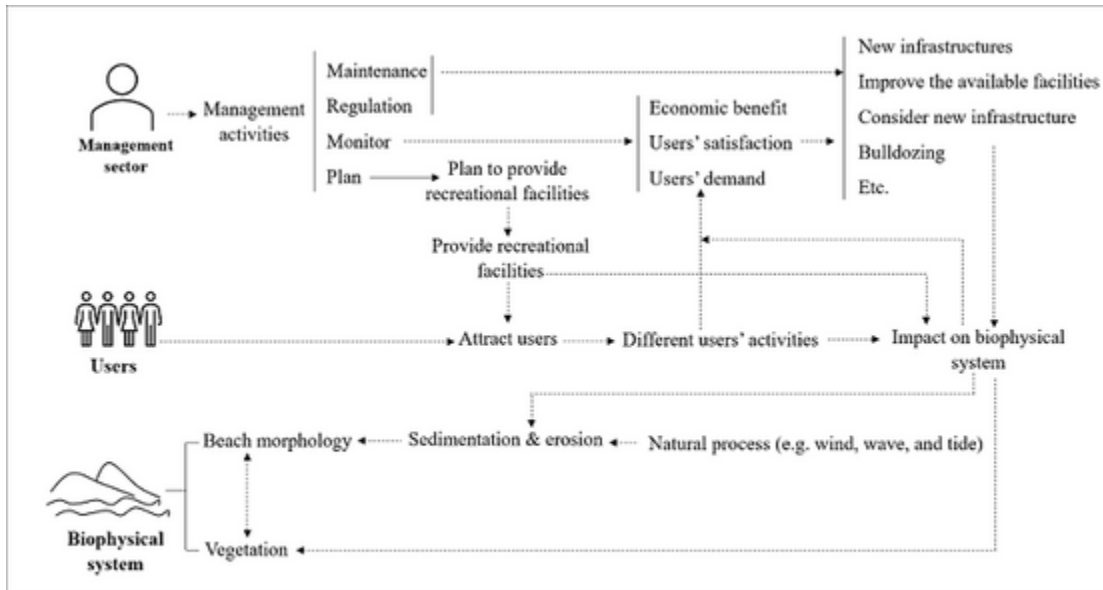 New infrastructures
Maintenance
Improve the available facilities
Regulation
Economic benefit
Management
activities
Consider new infrastructure
Management
sector
Monitor
Users' satisfaction
Bulldozing
Plan
Plan to provide
recreational facilities
Users' demand
Etc.
Provide recreational
facilities
Users
Attract users
Different users' activities
Impact on biophysical
system
Beach morphology
Sedimentation & erosion
Natural process (e.g. wind, wave, and tide)
Biophysical
system
Vegetation